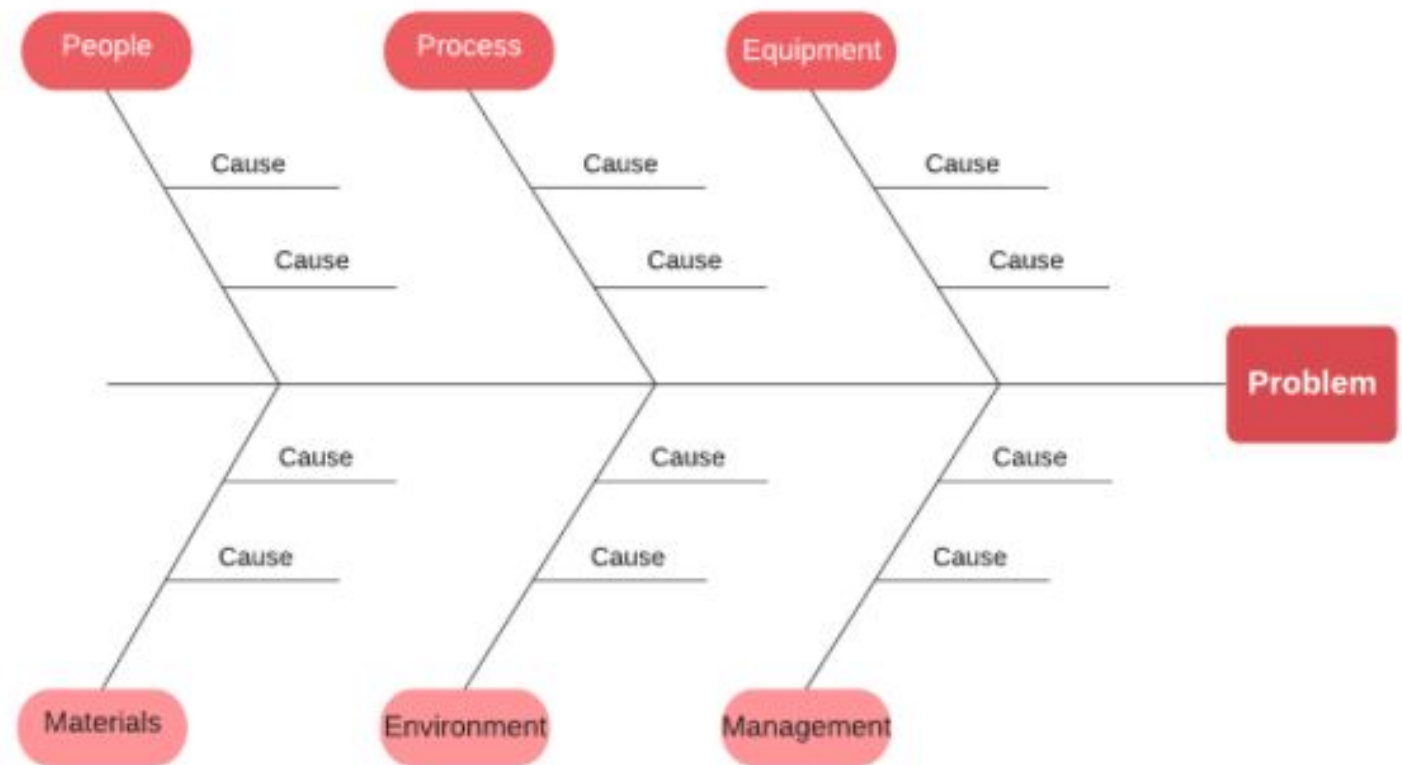 People
Process
Equipment
Cause
Cause
Cause
Cause
Cause
Cause
Problem
Cause
Cause
Cause
Cause
Cause
Cause
Materials
Environment
Management